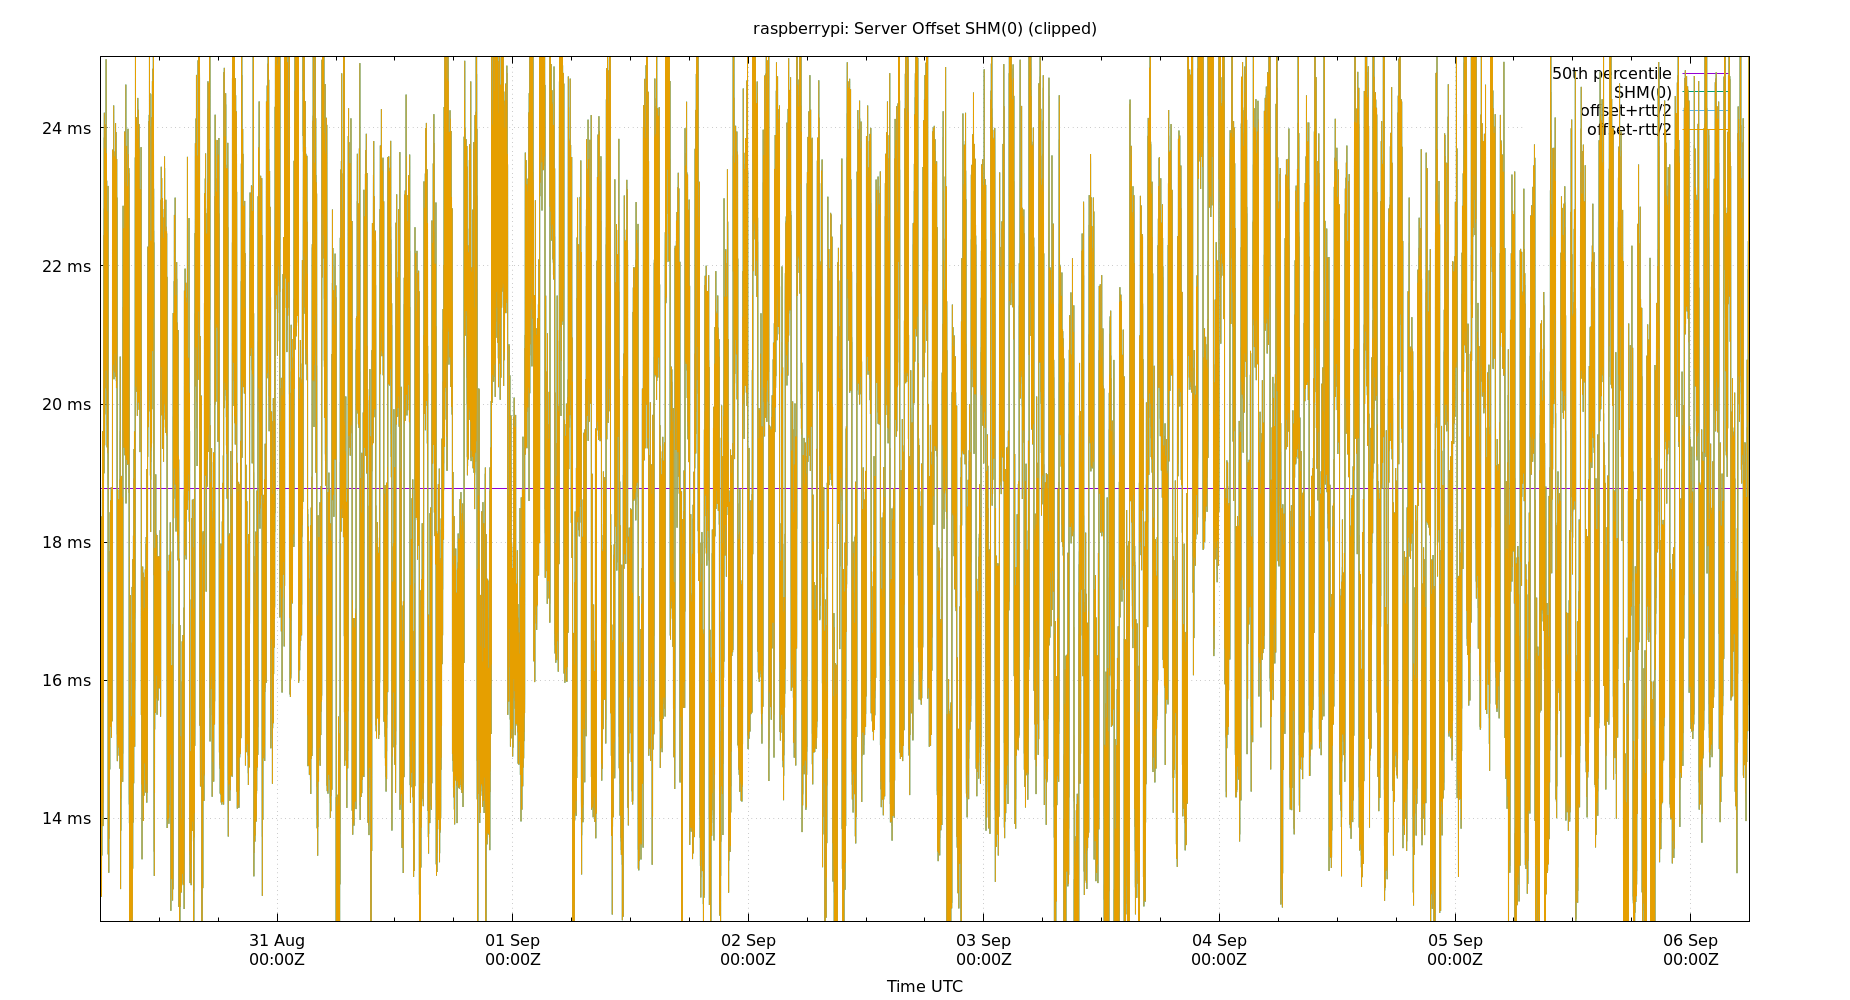 raspberrypi: Server Offset SHM(0) (clipped)
50th percentile
SHM(0)
offset+rtt/2
offset-rtt/2
24 ms
22 ms
20 ms
18 ms
16 ms
14 ms
31 Aug 01 Sep 02 Sep 03 Sep 04 Sep 05 Sep 06 Sep
00:00Z 00:00Z 00:00Z 00:00Z 00:00Z 00:00Z 00:00Z
Time UTC